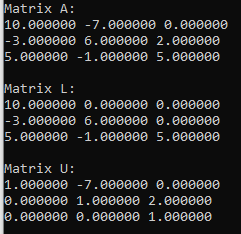 Matrix A:
10.000000 -7.000000 0.000000
-3.000000 6.000000 2.000000
5.000000 -1.000000 5.000000
Matrix L:
10.000000 0.000000 0.000000
-3.000000 6.000000 0.000000
5.000000 -1.000000 5.000000
Matrix U:
1.000000 -7.000000 0.000000
0.000000 1.000000 2.000000
0.000000 0.000000 1.000000